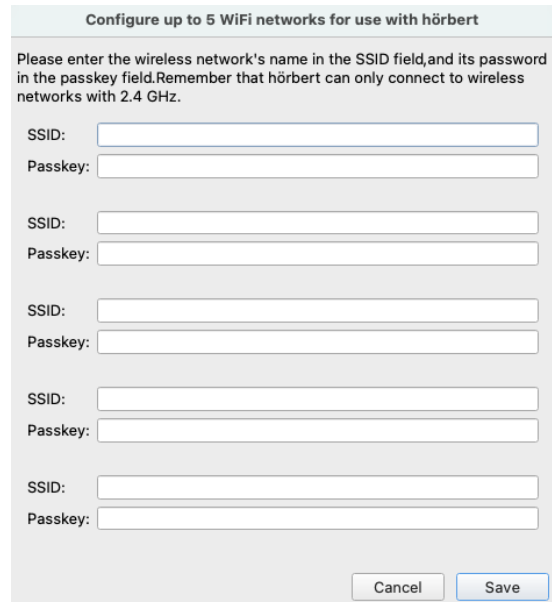 Configure up to 5 WiFi networks for use with hörbert
Please enter the wireless network's name in the SSID field,and its password
in the passkey field.Remember that hörbert can only connect to wireless
networks with 2.4 GHz.
SSID:
Passkey:
SSID:
Passkey:
SSID:
Passkey:
SSID:
Passkey:
SSID:
Passkey:
Cancel Save